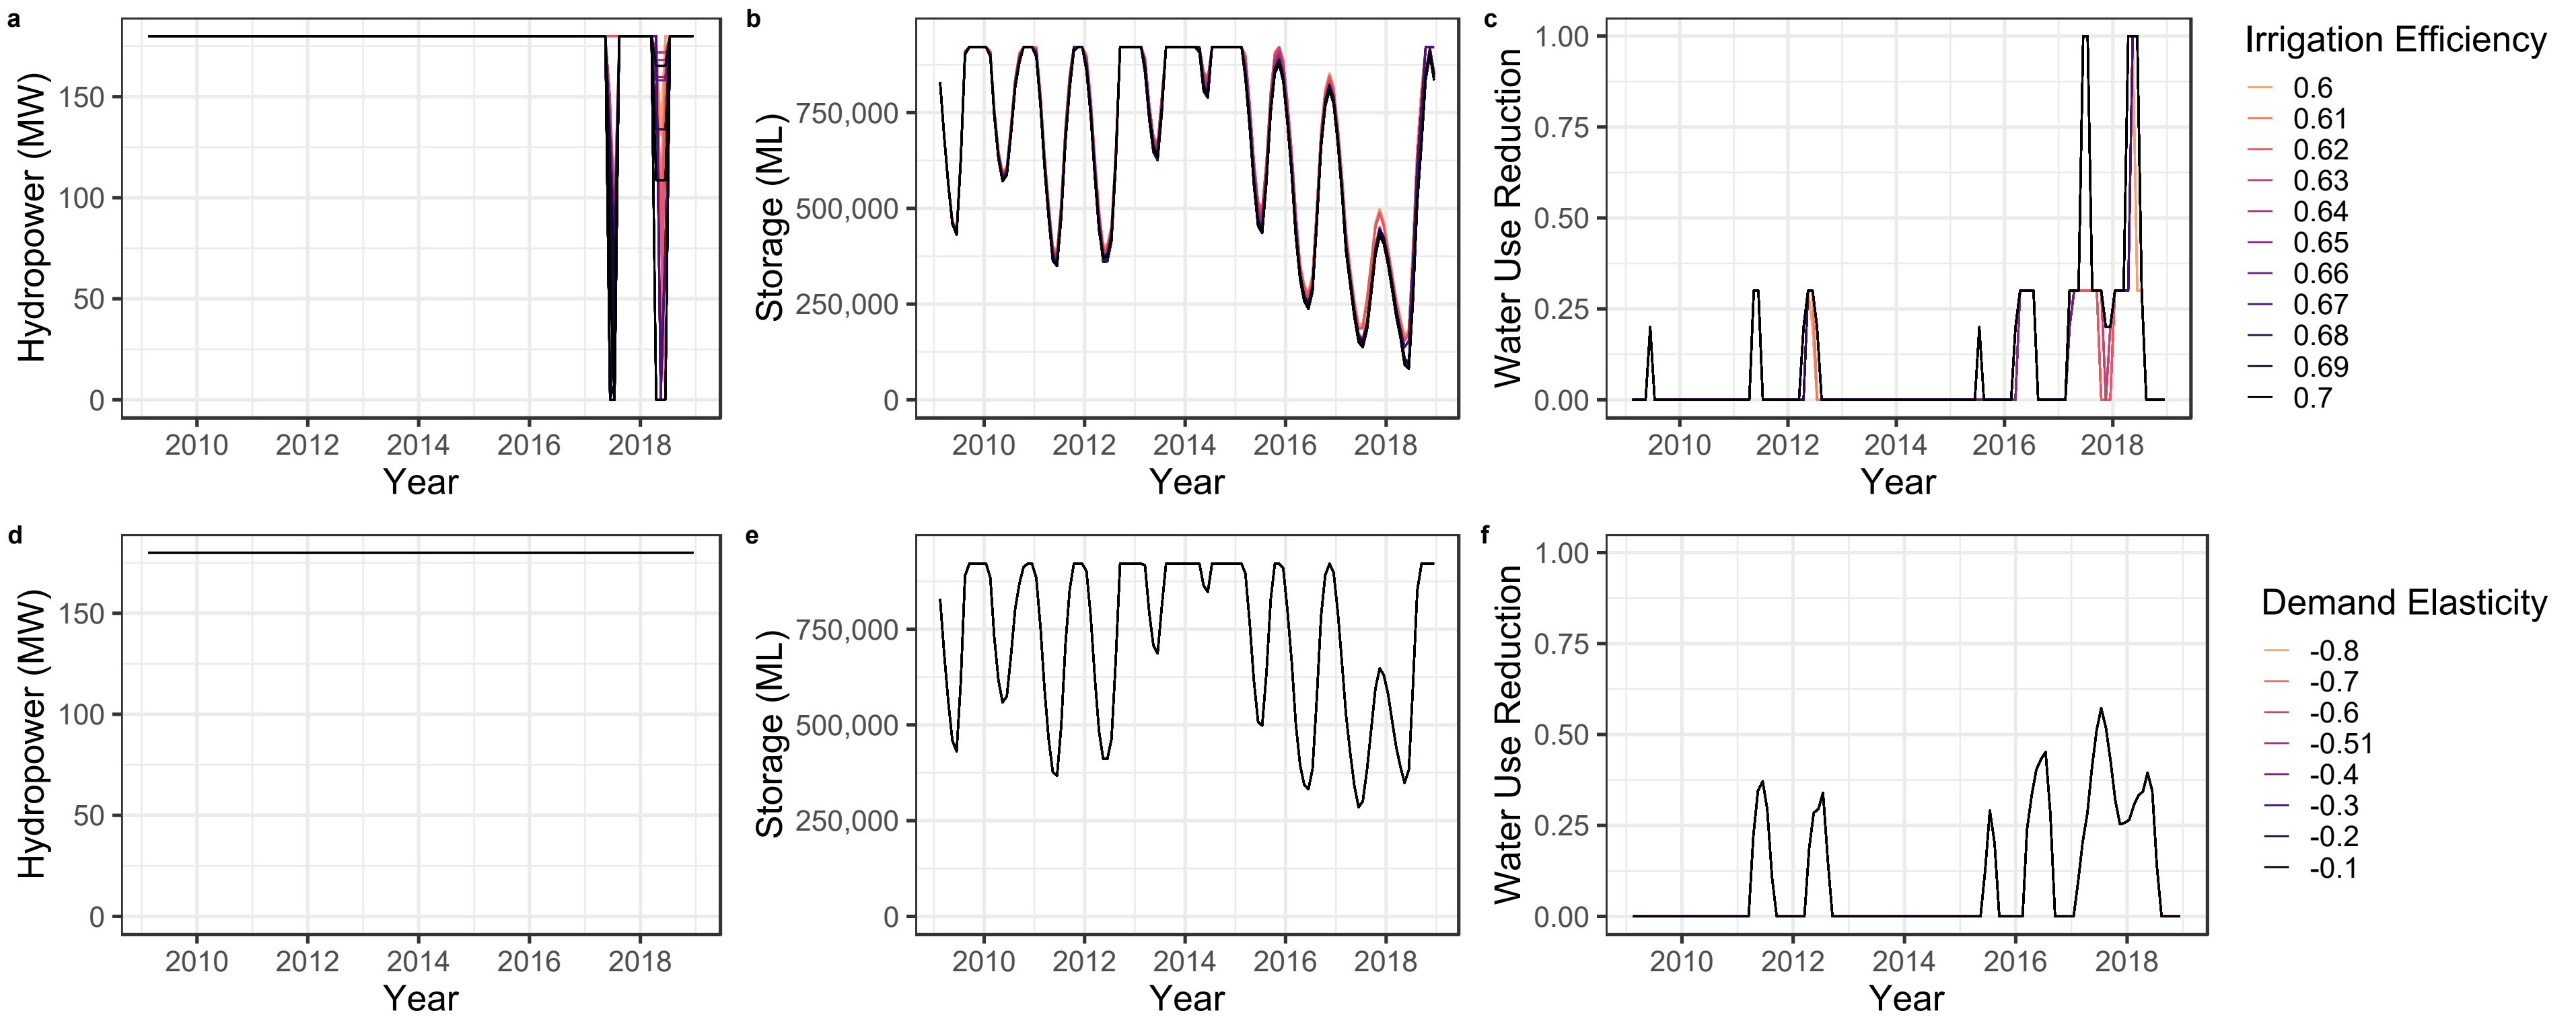 a
Hydropower (MW)
150
100
50
0
2010 2012 2014 2016 2018
Year
b
Storage (ML)
750,000
500,000
250,000
0
2010 2012 2014 2016 2018
Year
c
Water Use Reduction
1.00
0.75
0.50
0.25
0.00
2010 2012 2014 2016 2018
Year
Irrigation Efficiency
0.6
0.61
0.62
0.63
0.64
0.65
0.66
0.67
0.68
0.69
0.7
d
Hydropower (MW)
150
100
50
0
2010 2012 2014 2016 2018
Year
e
Storage (ML)
750,000
500,000
250,000
0
2010 2012 2014 2016 2018
Year
f
Water Use Reduction
1.00
0.75
0.50
0.25
0.00
2010 2012 2014 2016 2018
Year
Demand Elasticity
-0.8
-0.7
-0.6
-0.51
-0.4
-0.3
-0.2
-0.1